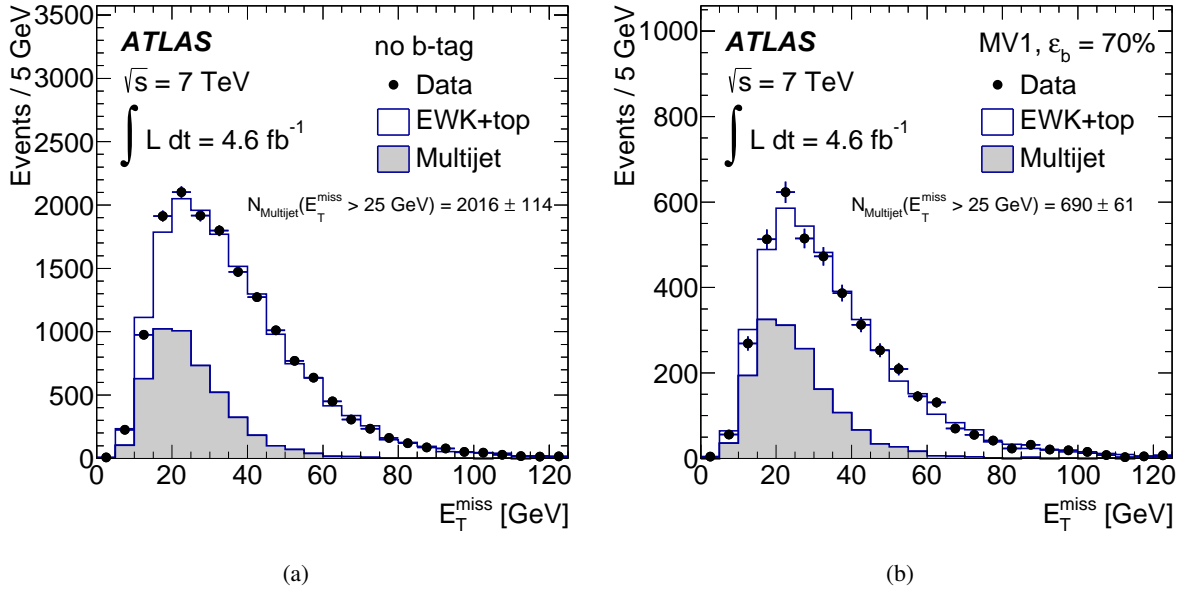 Events / 5 GeV
3500
3000
2500
2000
1500
1000
500
0
ATLAS
no b-tag
√s = 7 TeV
Data
∫ L dt = 4.6 fb⁻¹
EWK+top
Multijet
N_Multijet(E_T^miss > 25 GeV) = 2016 ± 114
0 20 40 60 80 100 120
E_T^miss [GeV]
(a)
Events / 5 GeV
1000
800
600
400
200
0
ATLAS
MV1, ε_b = 70%
√s = 7 TeV
Data
∫ L dt = 4.6 fb⁻¹
EWK+top
Multijet
N_Multijet(E_T^miss > 25 GeV) = 690 ± 61
0 20 40 60 80 100 120
E_T^miss [GeV]
(b)